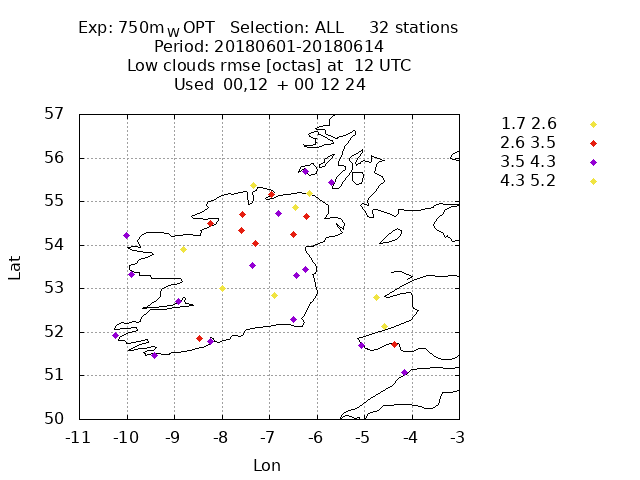 Exp: 750m_W OPT   Selection: ALL     32 stations
Period: 20180601-20180614
Low clouds rmse [octas] at  12 UTC
Used  00,12  + 00 12 24
1.7 2.6
2.6 3.5
3.5 4.3
4.3 5.2
57
56
55
54
53
52
51
50
Lat
-11 -10 -9 -8 -7 -6 -5 -4 -3
Lon